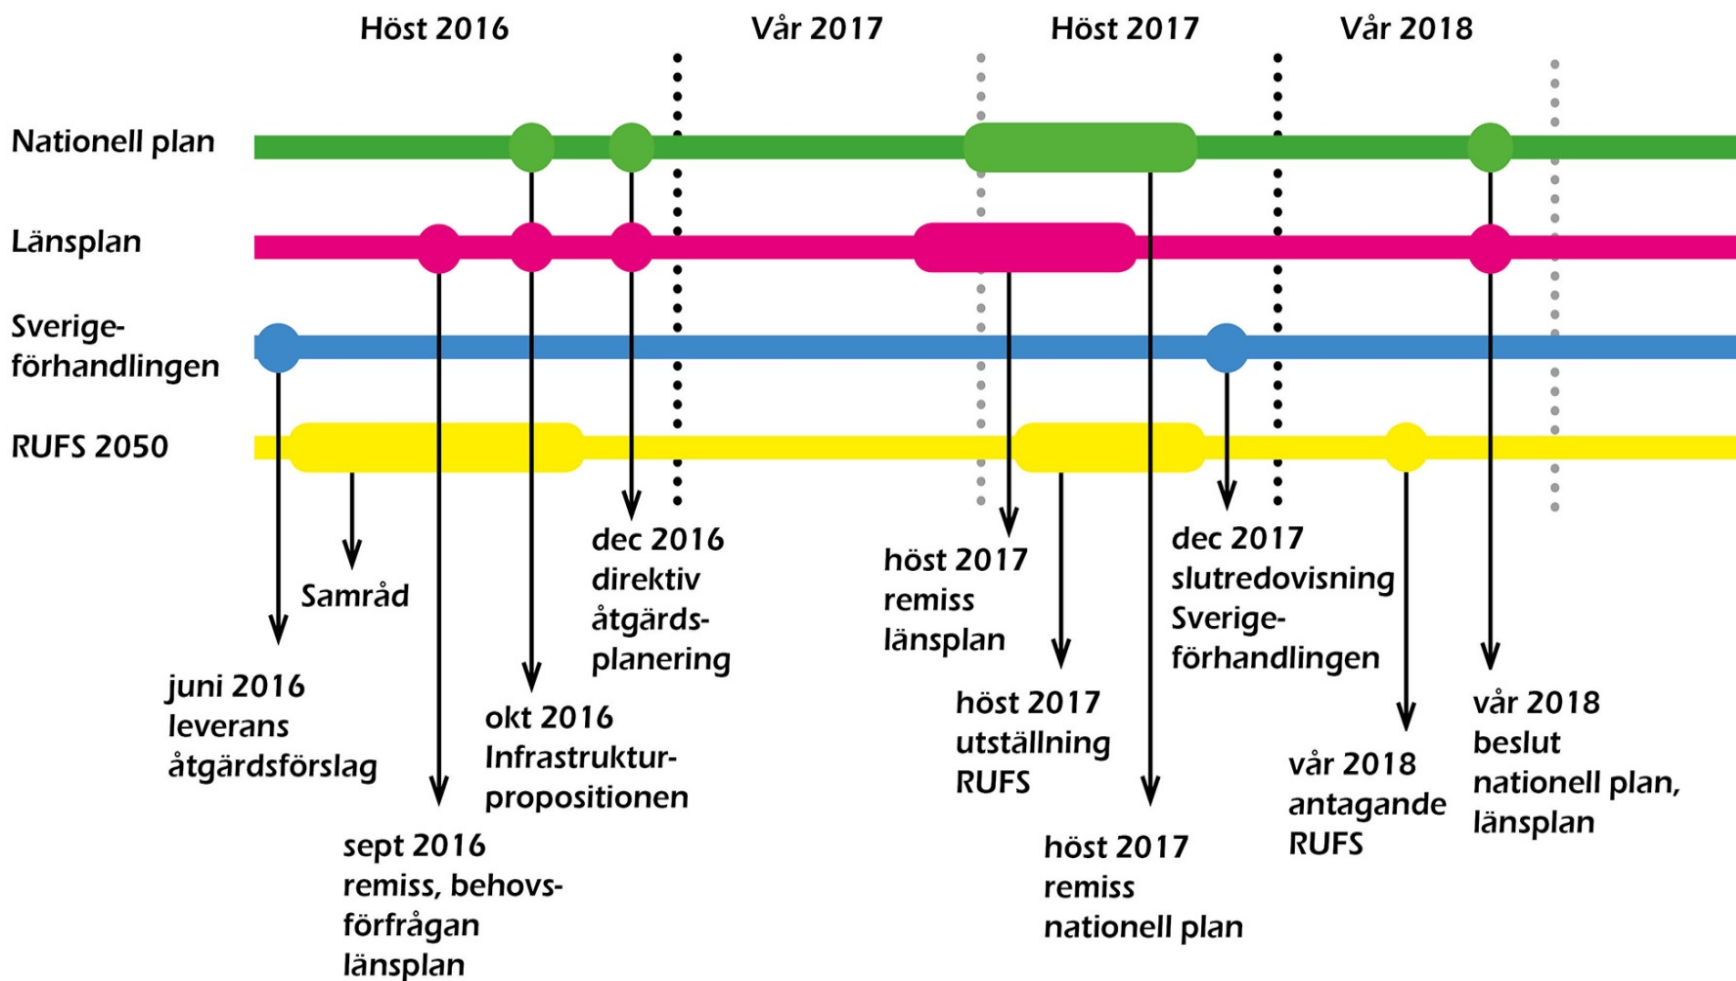 Höst 2016
Vår 2017
Höst 2017
Vår 2018
Nationell plan
Länsplan
Sverige-
förhandlingen
RUFS 2050
juni 2016
leverans
åtgärdsförslag
Samråd
sept 2016
remiss, behovs-
förfrågan
länsplan
okt 2016
Infrastruktur-
propositionen
dec 2016
direktiv
åtgärds-
planering
höst 2017
remiss
länsplan
höst 2017
utställning
RUFS
höst 2017
remiss
nationell plan
dec 2017
slutredovisning
Sverige-
förhandlingen
vår 2018
antagande
RUFS
vår 2018
beslut
nationell plan,
länsplan